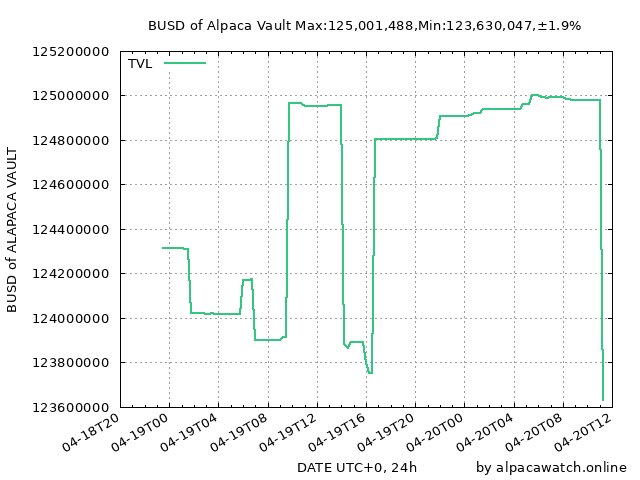 BUSD of Alpaca Vault Max:125,001,488,Min:123,630,047,±1.9%
TVL
125200000
125000000
124800000
124600000
124400000
124200000
124000000
123800000
123600000
BUSD of ALAPACA VAULT
04-18T20
04-19T00
04-19T04
04-19T08
04-19T12
04-19T16
04-19T20
04-20T00
04-20T04
04-20T08
04-20T12
DATE UTC+0, 24h
by alpacawatch.online